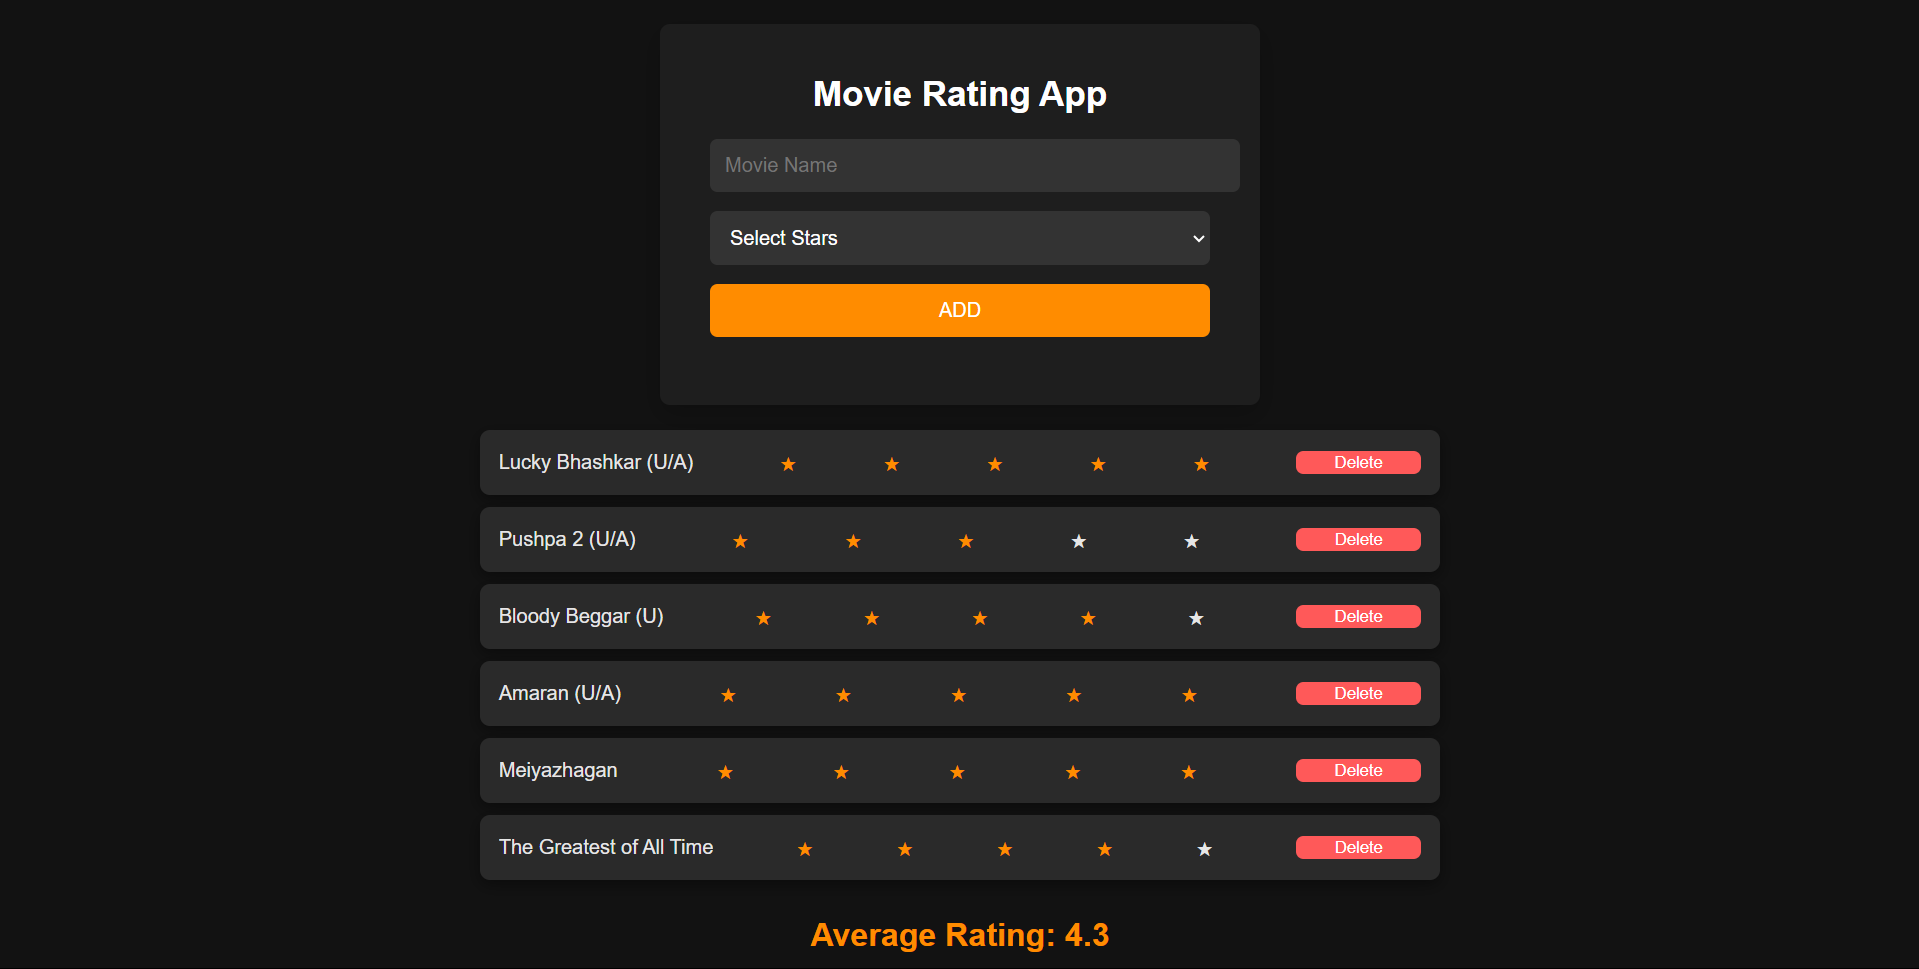 Movie Rating App
Movie Name
Select Stars
ADD
Lucky Bhashkar (U/A) ★ ★ ★ ★ ★ Delete
Pushpa 2 (U/A) ★ ★ ★ ★ ★ Delete
Bloody Beggar (U) ★ ★ ★ ★ ★ Delete
Amaran (U/A) ★ ★ ★ ★ ★ Delete
Meiyazhagan ★ ★ ★ ★ ★ Delete
The Greatest of All Time ★ ★ ★ ★ ★ Delete
Average Rating: 4.3